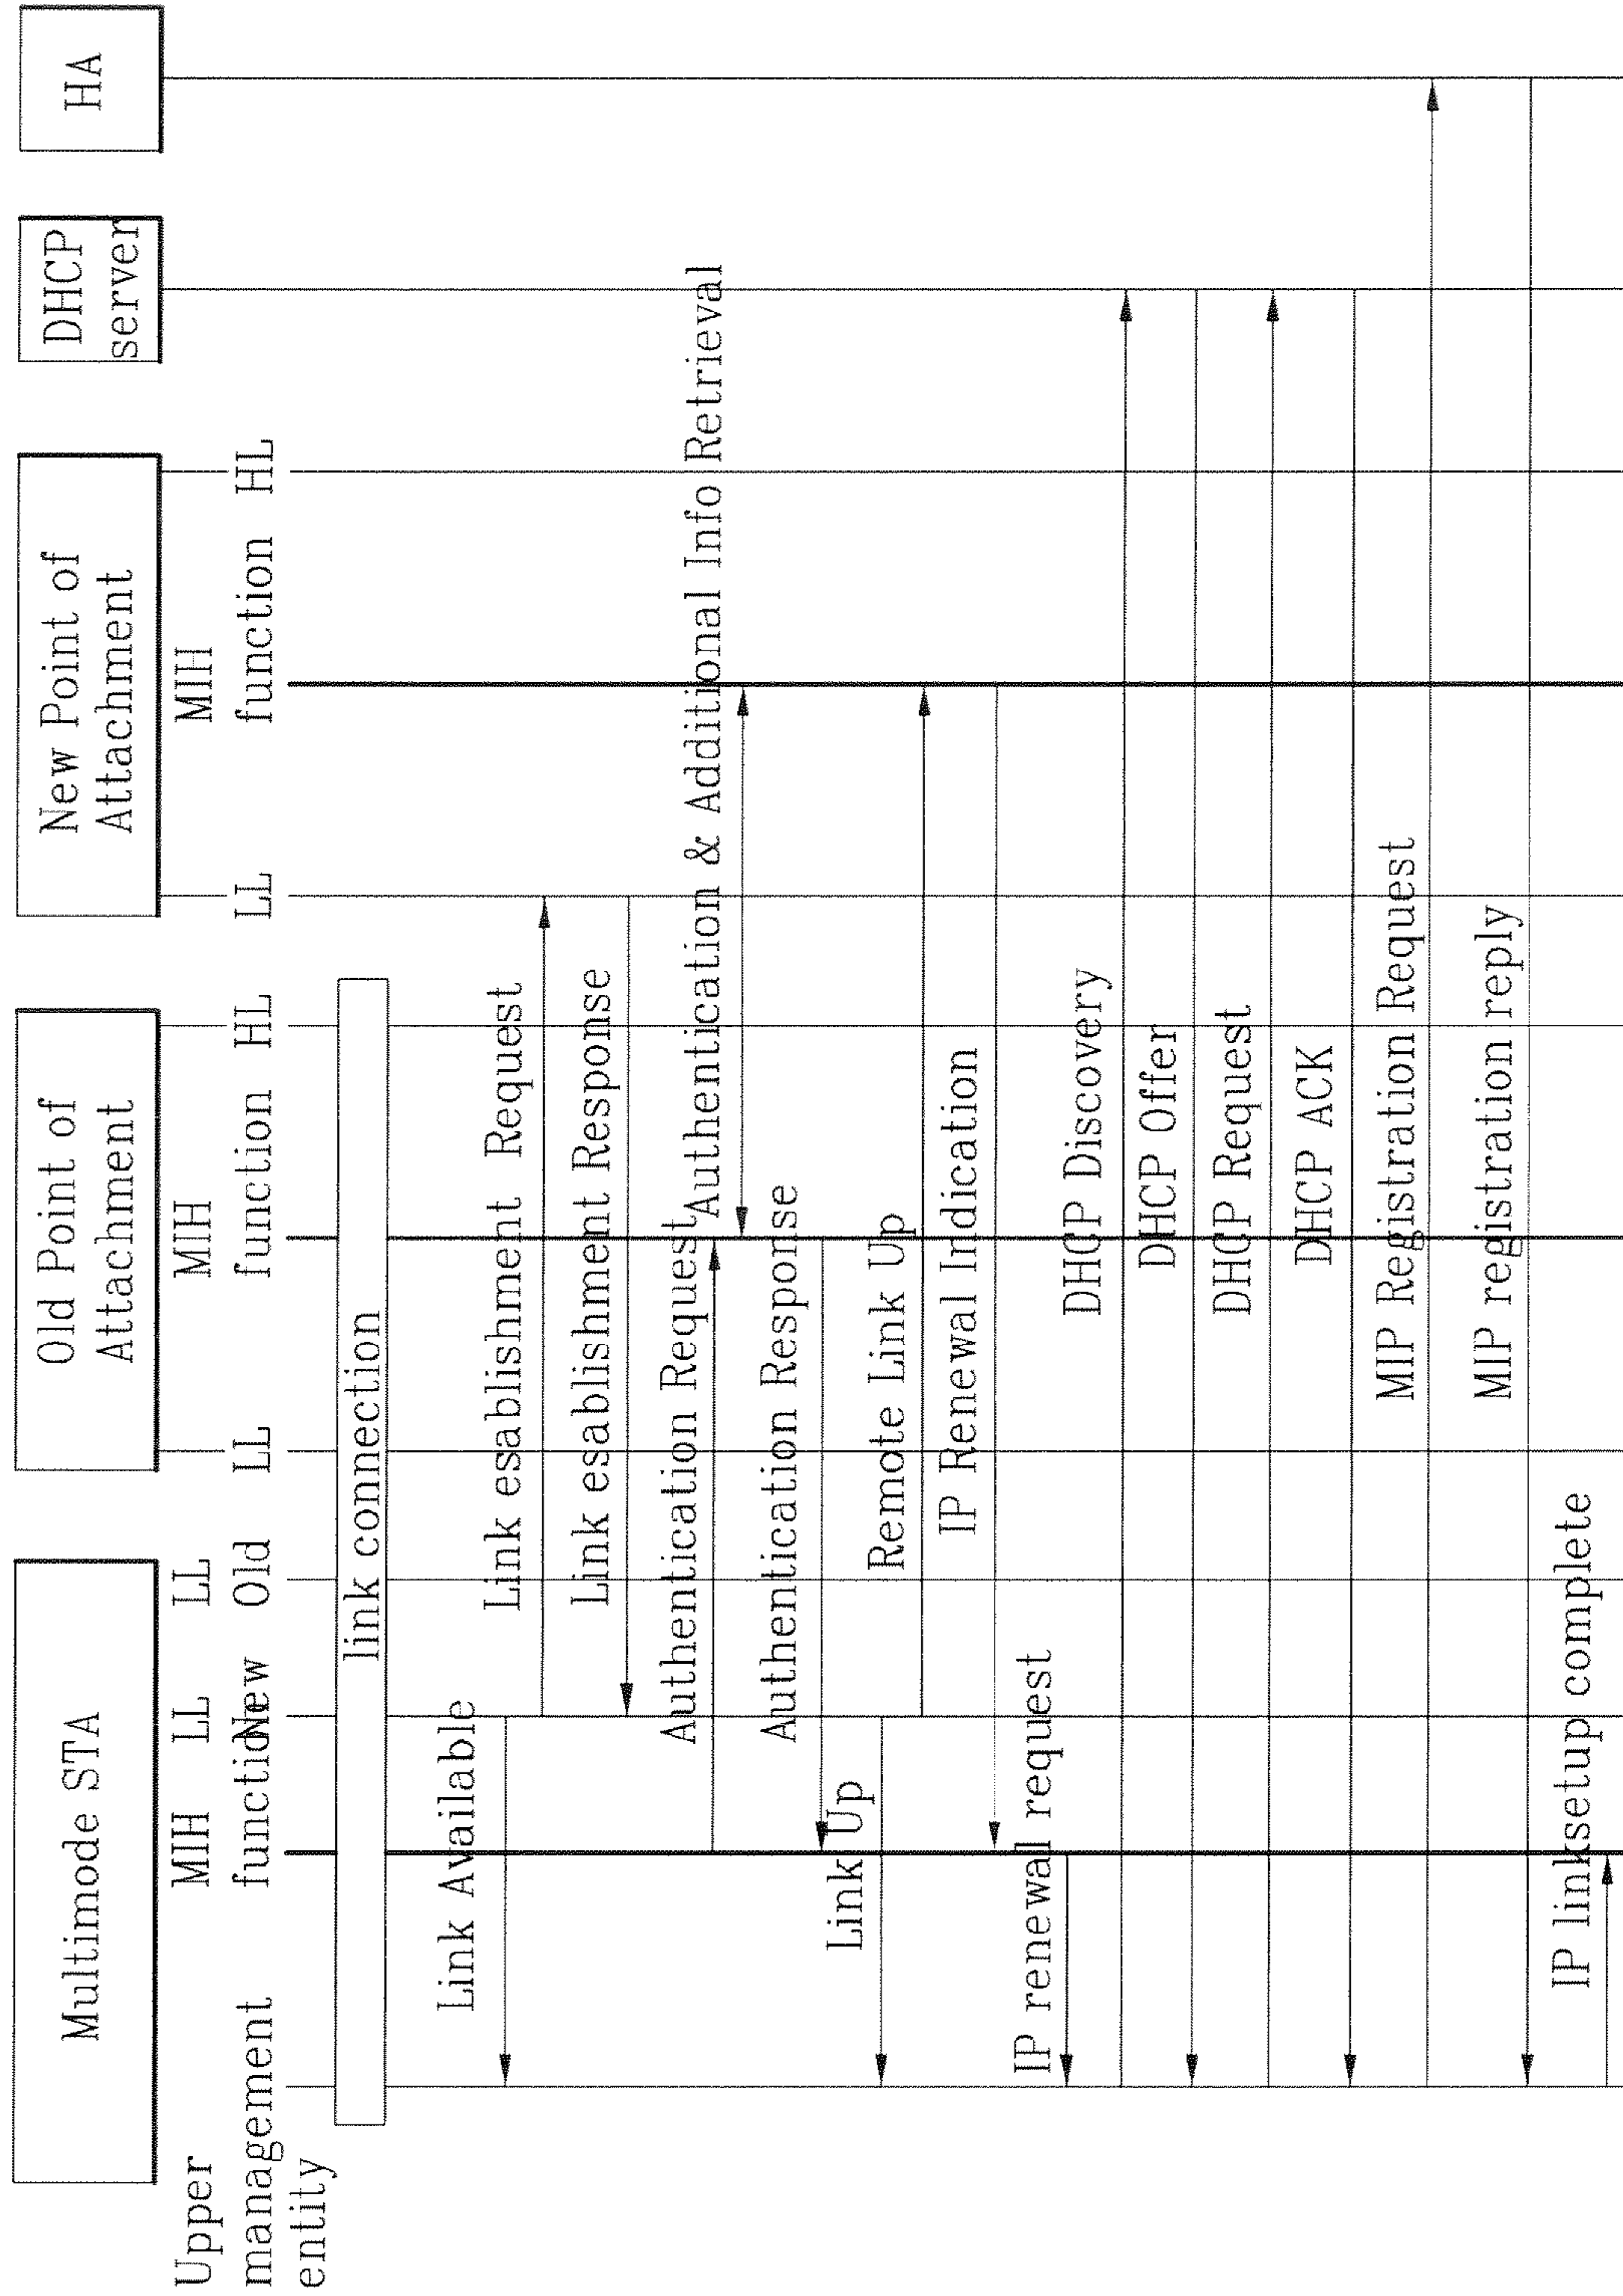 Multimode STA
Old Point of
Attachment
New Point of
Attachment
DHCP
server
HA
Upper
management
entity
MIH
function
LL
New
LL
Old
LL
MIH
function
HL
LL
MIH
function
HL
link connection
Link Available
Link esablishment Request
Link esablishment Response
Authentication Request
Authentication & Additional Info Retrieval
Authentication Response
Link Up
Remote Link Up
IP Renewal Indication
IP renewal request
DHCP Discovery
DHCP Offer
DHCP Request
DHCP ACK
MIP Registration Request
MIP registration reply
IP linksetup complete